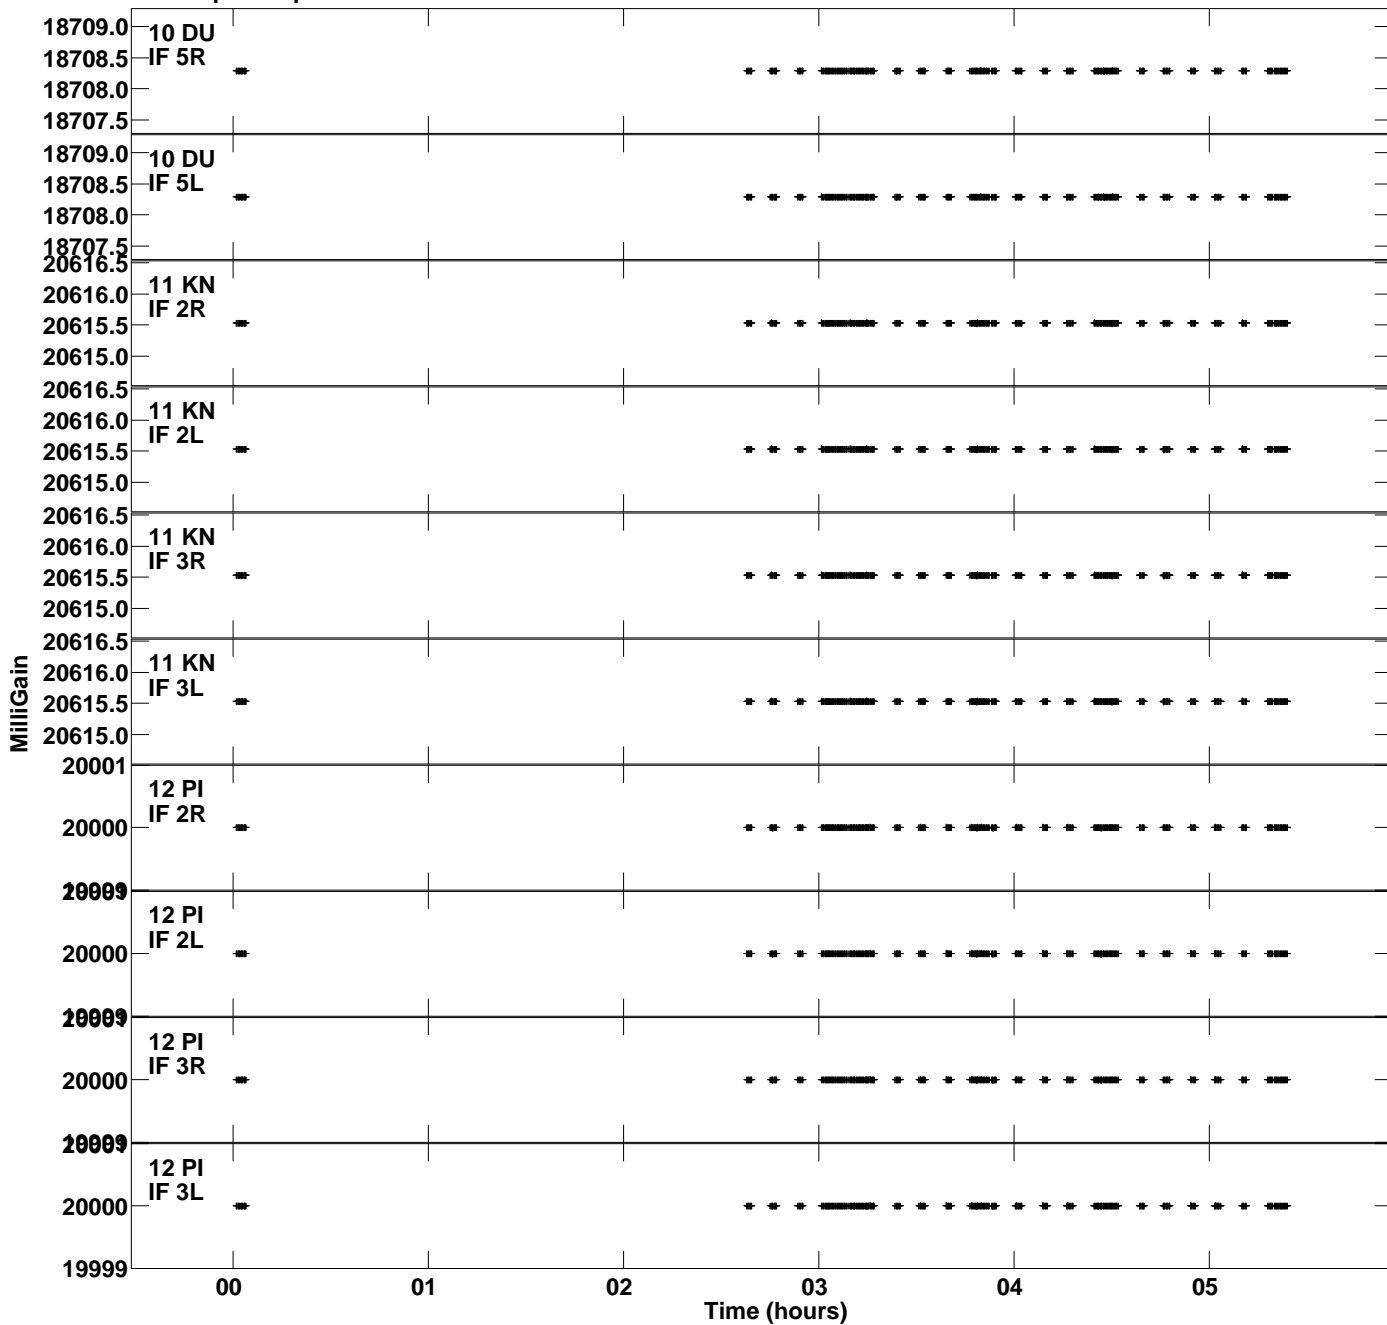 18709.0
10 DU
IF 5R
18708.5
18708.0
18707.5
18709.0
10 DU
IF 5L
18708.5
18708.0
18707.5
20616.5
11 KN
IF 2R
20616.0
20615.5
20615.0
20616.5
11 KN
IF 2L
20616.0
20615.5
20615.0
20616.5
11 KN
IF 3R
20616.0
20615.5
20615.0
20616.5
11 KN
IF 3L
20616.0
20615.5
20615.0
MilliGain
20001
12 PI
IF 2R
20000
12 PI
IF 2L
20000
12 PI
IF 3R
20000
12 PI
IF 3L
20000
19999
00 01 02 03 04 05
Time (hours)